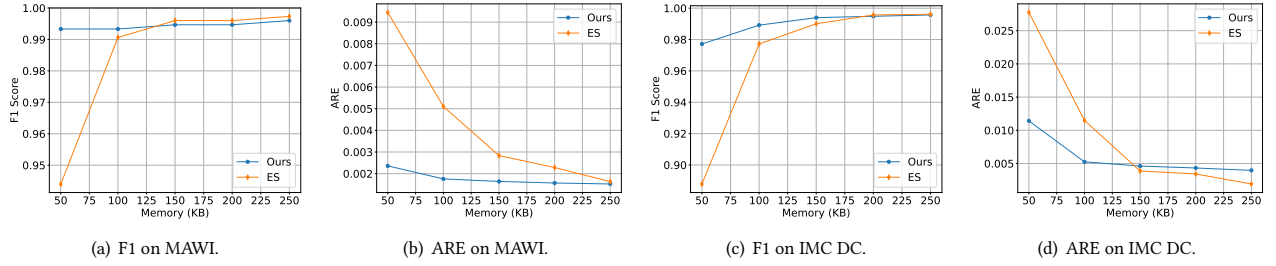 1.00
0.99
0.98
0.97
0.96
0.95
F1 Score
50 75 100 125 150 175 200 225 250
Memory (KB)
Ours
ES
(a) F1 on MAWI.
0.009
0.008
0.007
0.006
0.005
0.004
0.003
0.002
ARE
50 75 100 125 150 175 200 225 250
Memory (KB)
Ours
ES
(b) ARE on MAWI.
1.00
0.98
0.96
0.94
0.92
0.90
F1 Score
50 75 100 125 150 175 200 225 250
Memory (KB)
Ours
ES
(c) F1 on IMC DC.
0.025
0.020
0.015
0.010
0.005
ARE
50 75 100 125 150 175 200 225 250
Memory (KB)
Ours
ES
(d) ARE on IMC DC.